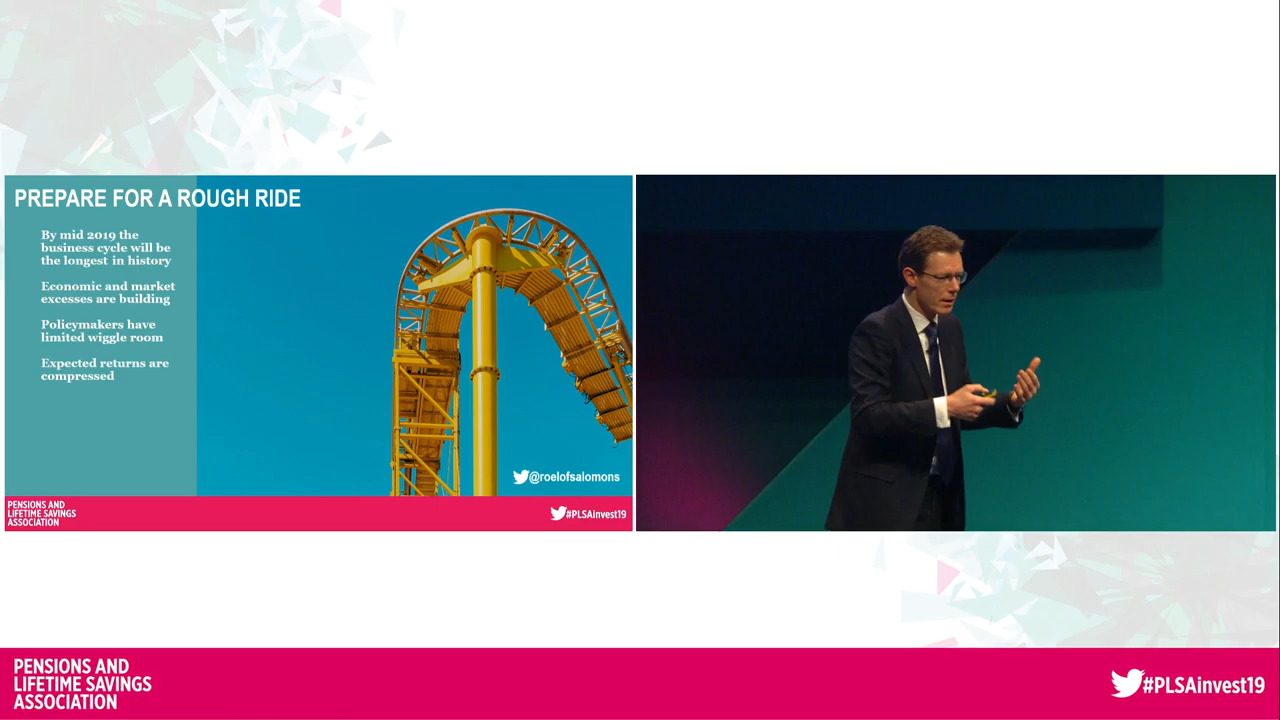 PREPARE FOR A ROUGH RIDE
By mid 2019 the
business cycle will be
the longest in history
Economic and market
excesses are building
Policymakers have
limited wiggle room
Expected returns are
compressed
@roelofsalomons
PENSIONS AND
LIFETIME SAVINGS
ASSOCIATION
#PLSAinvest19
PENSIONS AND
LIFETIME SAVINGS
ASSOCIATION
#PLSAinvest19